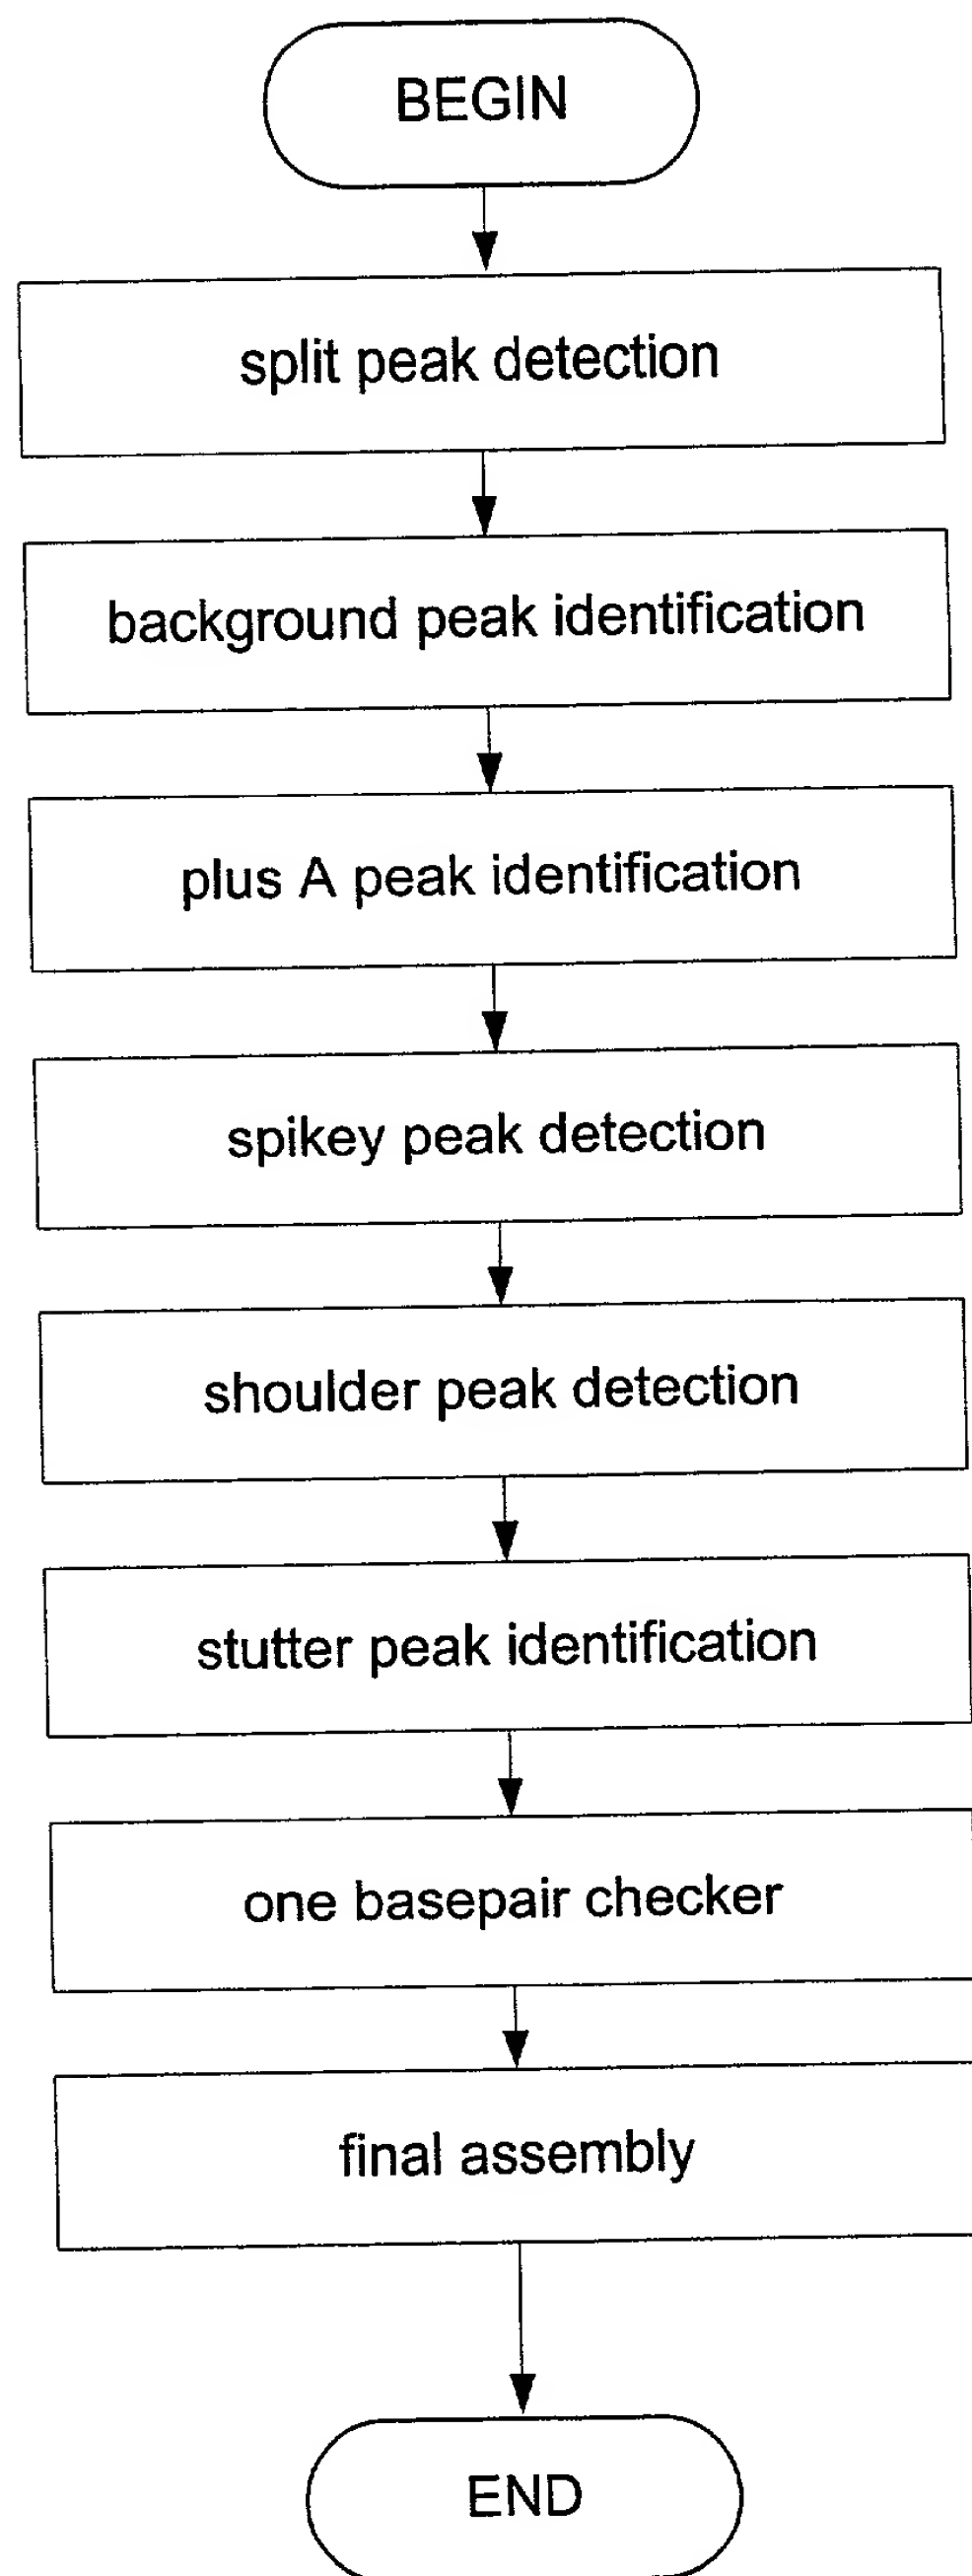 BEGIN
split peak detection
background peak identification
plus A peak identification
spikey peak detection
shoulder peak detection
stutter peak identification
one basepair checker
final assembly
END